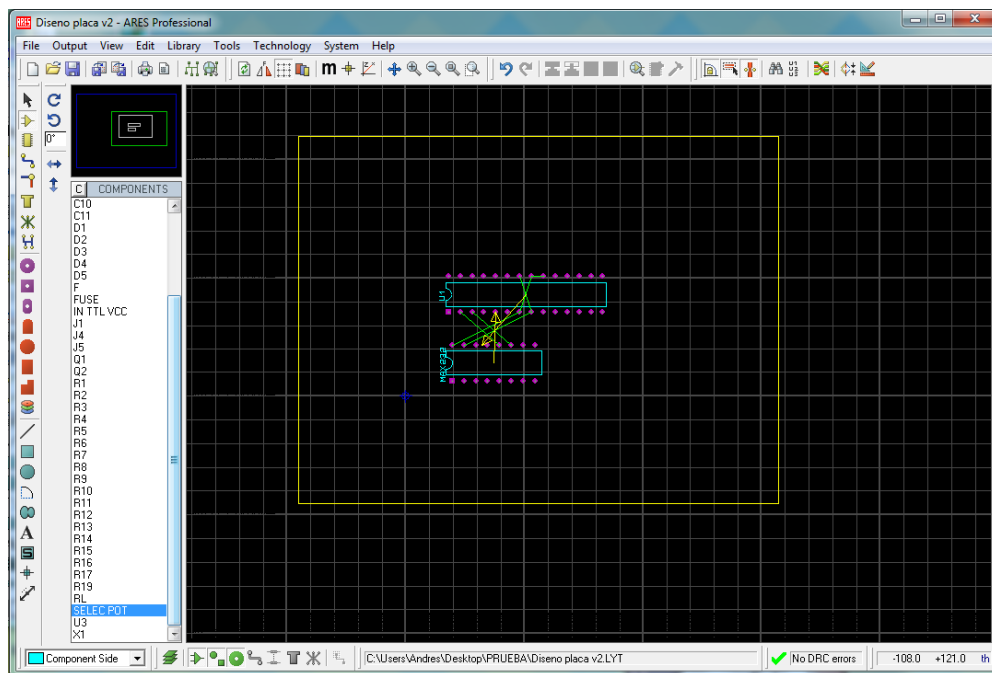 ARES Diseno placa v2 - ARES Professional
File Output View Edit Library Tools Technology System Help
m
0°
C COMPONENTS
C10
C11
D1
D2
D3
D4
D5
F
FUSE
IN TTL VCC
J1
J4
J5
Q1
Q2
R1
R2
R3
R4
R5
R6
R7
R8
R9
R10
R11
R12
R13
R14
R15
R16
R17
R19
RL
SELEC POT
U3
X1
U1
MAX232
A
S
Component Side
C:\Users\Andres\Desktop\PRUEBA\Diseno placa v2.LYT
No DRC errors
-108.0 +121.0 th